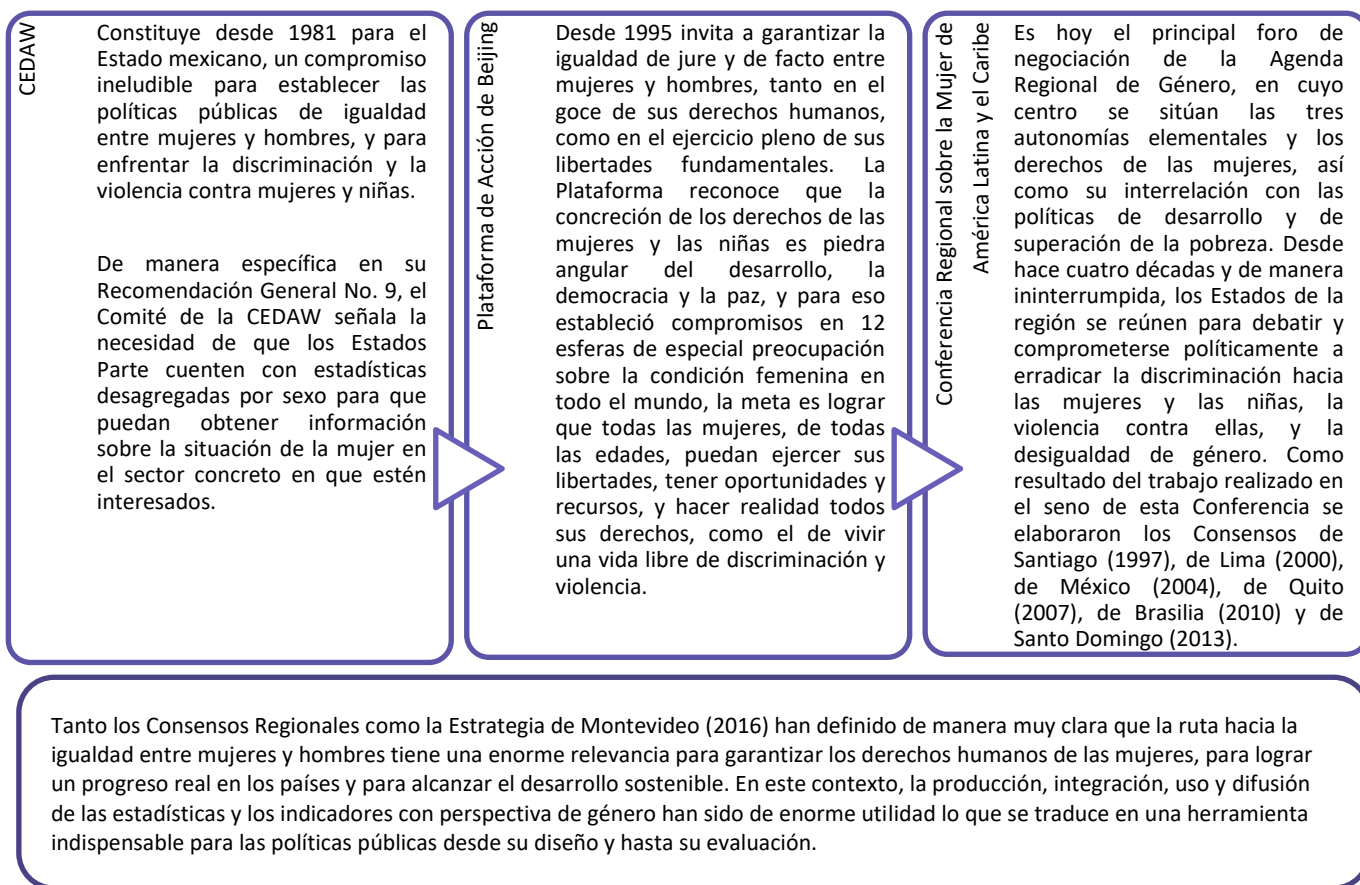 CEDAW
Constituye desde 1981 para el
Estado mexicano, un compromiso
ineludible para establecer las
políticas públicas de igualdad
entre mujeres y hombres, y para
enfrentar la discriminación y la
violencia contra mujeres y niñas.
De manera específica en su
Recomendación General No. 9, el
Comité de la CEDAW señala la
necesidad de que los Estados
Parte cuenten con estadísticas
desagregadas por sexo para que
puedan obtener información
sobre la situación de la mujer en
el sector concreto en que estén
interesados.
Plataforma de Acción de Beijing
Desde 1995 invita a garantizar la
igualdad de jure y de facto entre
mujeres y hombres, tanto en el
goce de sus derechos humanos,
como en el ejercicio pleno de sus
libertades fundamentales. La
Plataforma reconoce que la
concreción de los derechos de las
mujeres y las niñas es piedra
angular del desarrollo, la
democracia y la paz, y para eso
estableció compromisos en 12
esferas de especial preocupación
sobre la condición femenina en
todo el mundo, la meta es lograr
que todas las mujeres, de todas
las edades, puedan ejercer sus
libertades, tener oportunidades y
recursos, y hacer realidad todos
sus derechos, como el de vivir
una vida libre de discriminación y
violencia.
Conferencia Regional sobre la Mujer de
América Latina y el Caribe
Es hoy el principal foro de
negociación de la Agenda
Regional de Género, en cuyo
centro se sitúan las tres
autonomías elementales y los
derechos de las mujeres, así
como su interrelación con las
políticas de desarrollo y de
superación de la pobreza. Desde
hace cuatro décadas y de manera
ininterrumpida, los Estados de la
región se reúnen para debatir y
comprometerse políticamente a
erradicar la discriminación hacia
las mujeres y las niñas, la
violencia contra ellas, y la
desigualdad de género. Como
resultado del trabajo realizado en
el seno de esta Conferencia se
elaboraron los Consensos de
Santiago (1997), de Lima (2000),
de México (2004), de Quito
(2007), de Brasilia (2010) y de
Santo Domingo (2013).
Tanto los Consensos Regionales como la Estrategia de Montevideo (2016) han definido de manera muy clara que la ruta hacia la
igualdad entre mujeres y hombres tiene una enorme relevancia para garantizar los derechos humanos de las mujeres, para lograr
un progreso real en los países y para alcanzar el desarrollo sostenible. En este contexto, la producción, integración, uso y difusión
de las estadísticas y los indicadores con perspectiva de género han sido de enorme utilidad lo que se traduce en una herramienta
indispensable para las políticas públicas desde su diseño y hasta su evaluación.